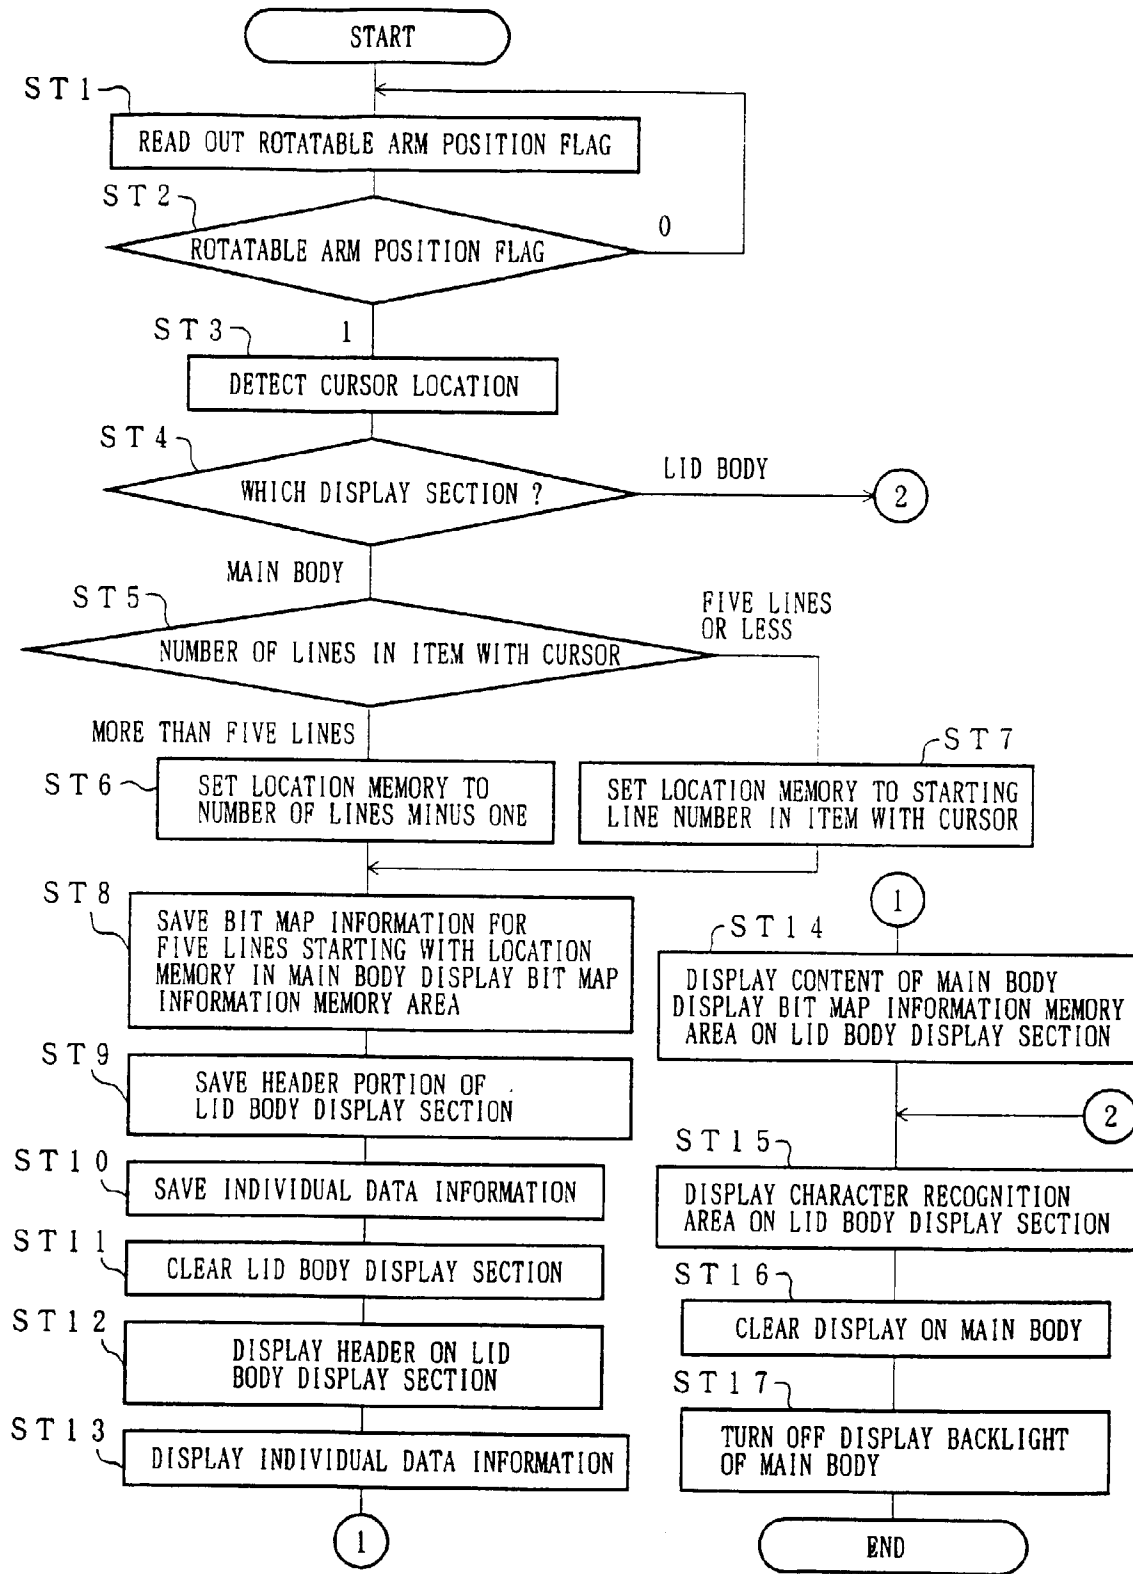 START
ST1
READ OUT ROTATABLE ARM POSITION FLAG
ST2
ROTATABLE ARM POSITION FLAG
0
1
ST3
DETECT CURSOR LOCATION
ST4
WHICH DISPLAY SECTION ?
LID BODY
2
MAIN BODY
ST5
NUMBER OF LINES IN ITEM WITH CURSOR
FIVE LINES
OR LESS
MORE THAN FIVE LINES
ST6
SET LOCATION MEMORY TO
NUMBER OF LINES MINUS ONE
ST7
SET LOCATION MEMORY TO STARTING
LINE NUMBER IN ITEM WITH CURSOR
ST8
SAVE BIT MAP INFORMATION FOR
FIVE LINES STARTING WITH LOCATION
MEMORY IN MAIN BODY DISPLAY BIT MAP
INFORMATION MEMORY AREA
ST9
SAVE HEADER PORTION OF
LID BODY DISPLAY SECTION
ST10
SAVE INDIVIDUAL DATA INFORMATION
ST11
CLEAR LID BODY DISPLAY SECTION
ST12
DISPLAY HEADER ON LID
BODY DISPLAY SECTION
ST13
DISPLAY INDIVIDUAL DATA INFORMATION
1
1
ST14
DISPLAY CONTENT OF MAIN BODY
DISPLAY BIT MAP INFORMATION MEMORY
AREA ON LID BODY DISPLAY SECTION
2
ST15
DISPLAY CHARACTER RECOGNITION
AREA ON LID BODY DISPLAY SECTION
ST16
CLEAR DISPLAY ON MAIN BODY
ST17
TURN OFF DISPLAY BACKLIGHT
OF MAIN BODY
END